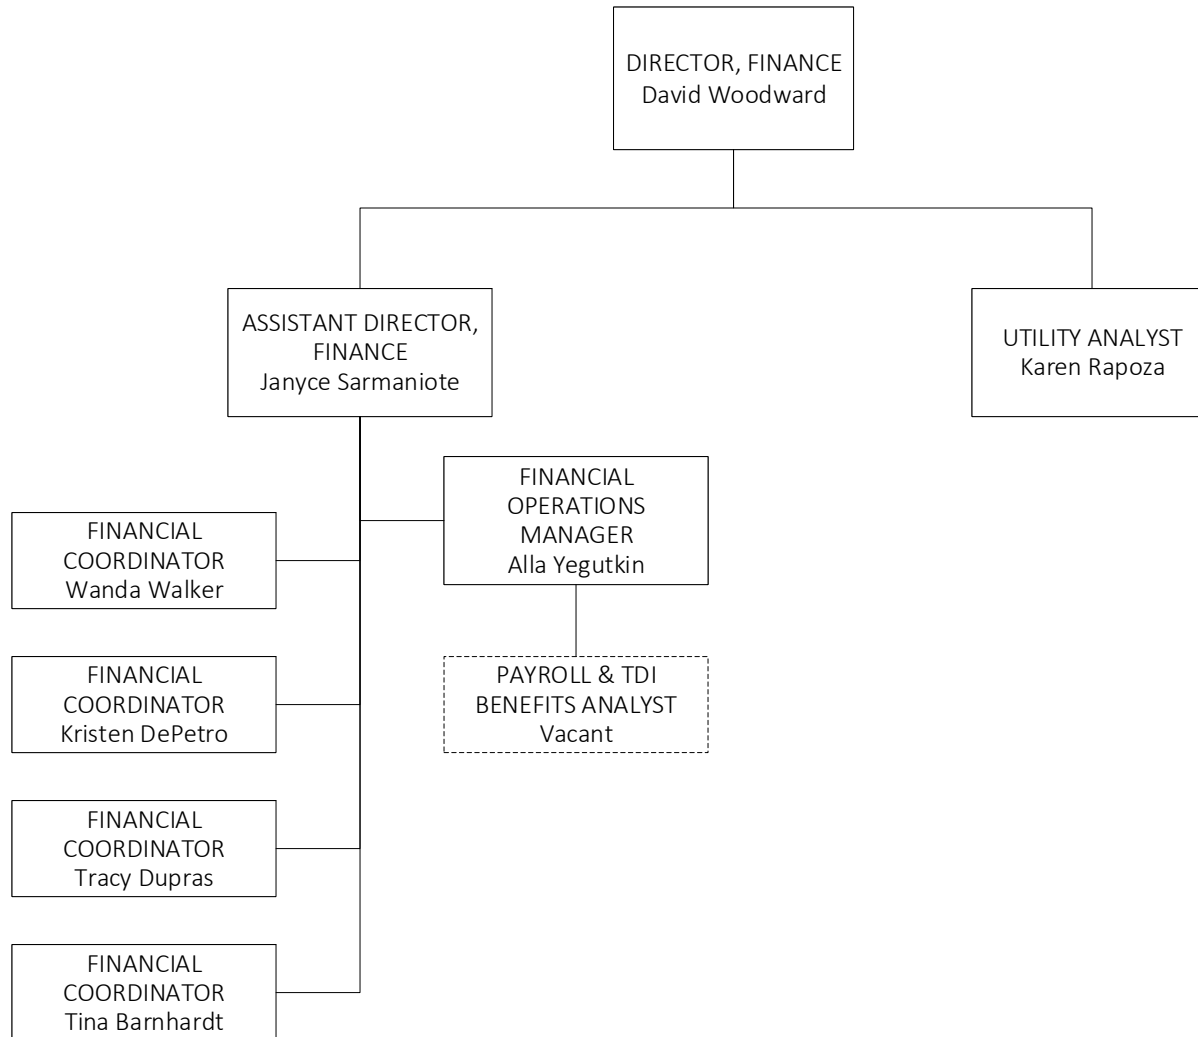 DIRECTOR, FINANCE
David Woodward
ASSISTANT DIRECTOR,
FINANCE
Janyce Sarmaniote
UTILITY ANALYST
Karen Rapoza
FINANCIAL
OPERATIONS
MANAGER
Alla Yegutkin
FINANCIAL
COORDINATOR
Wanda Walker
PAYROLL & TDI
BENEFITS ANALYST
Vacant
FINANCIAL
COORDINATOR
Kristen DePetro
FINANCIAL
COORDINATOR
Tracy Dupras
FINANCIAL
COORDINATOR
Tina Barnhardt